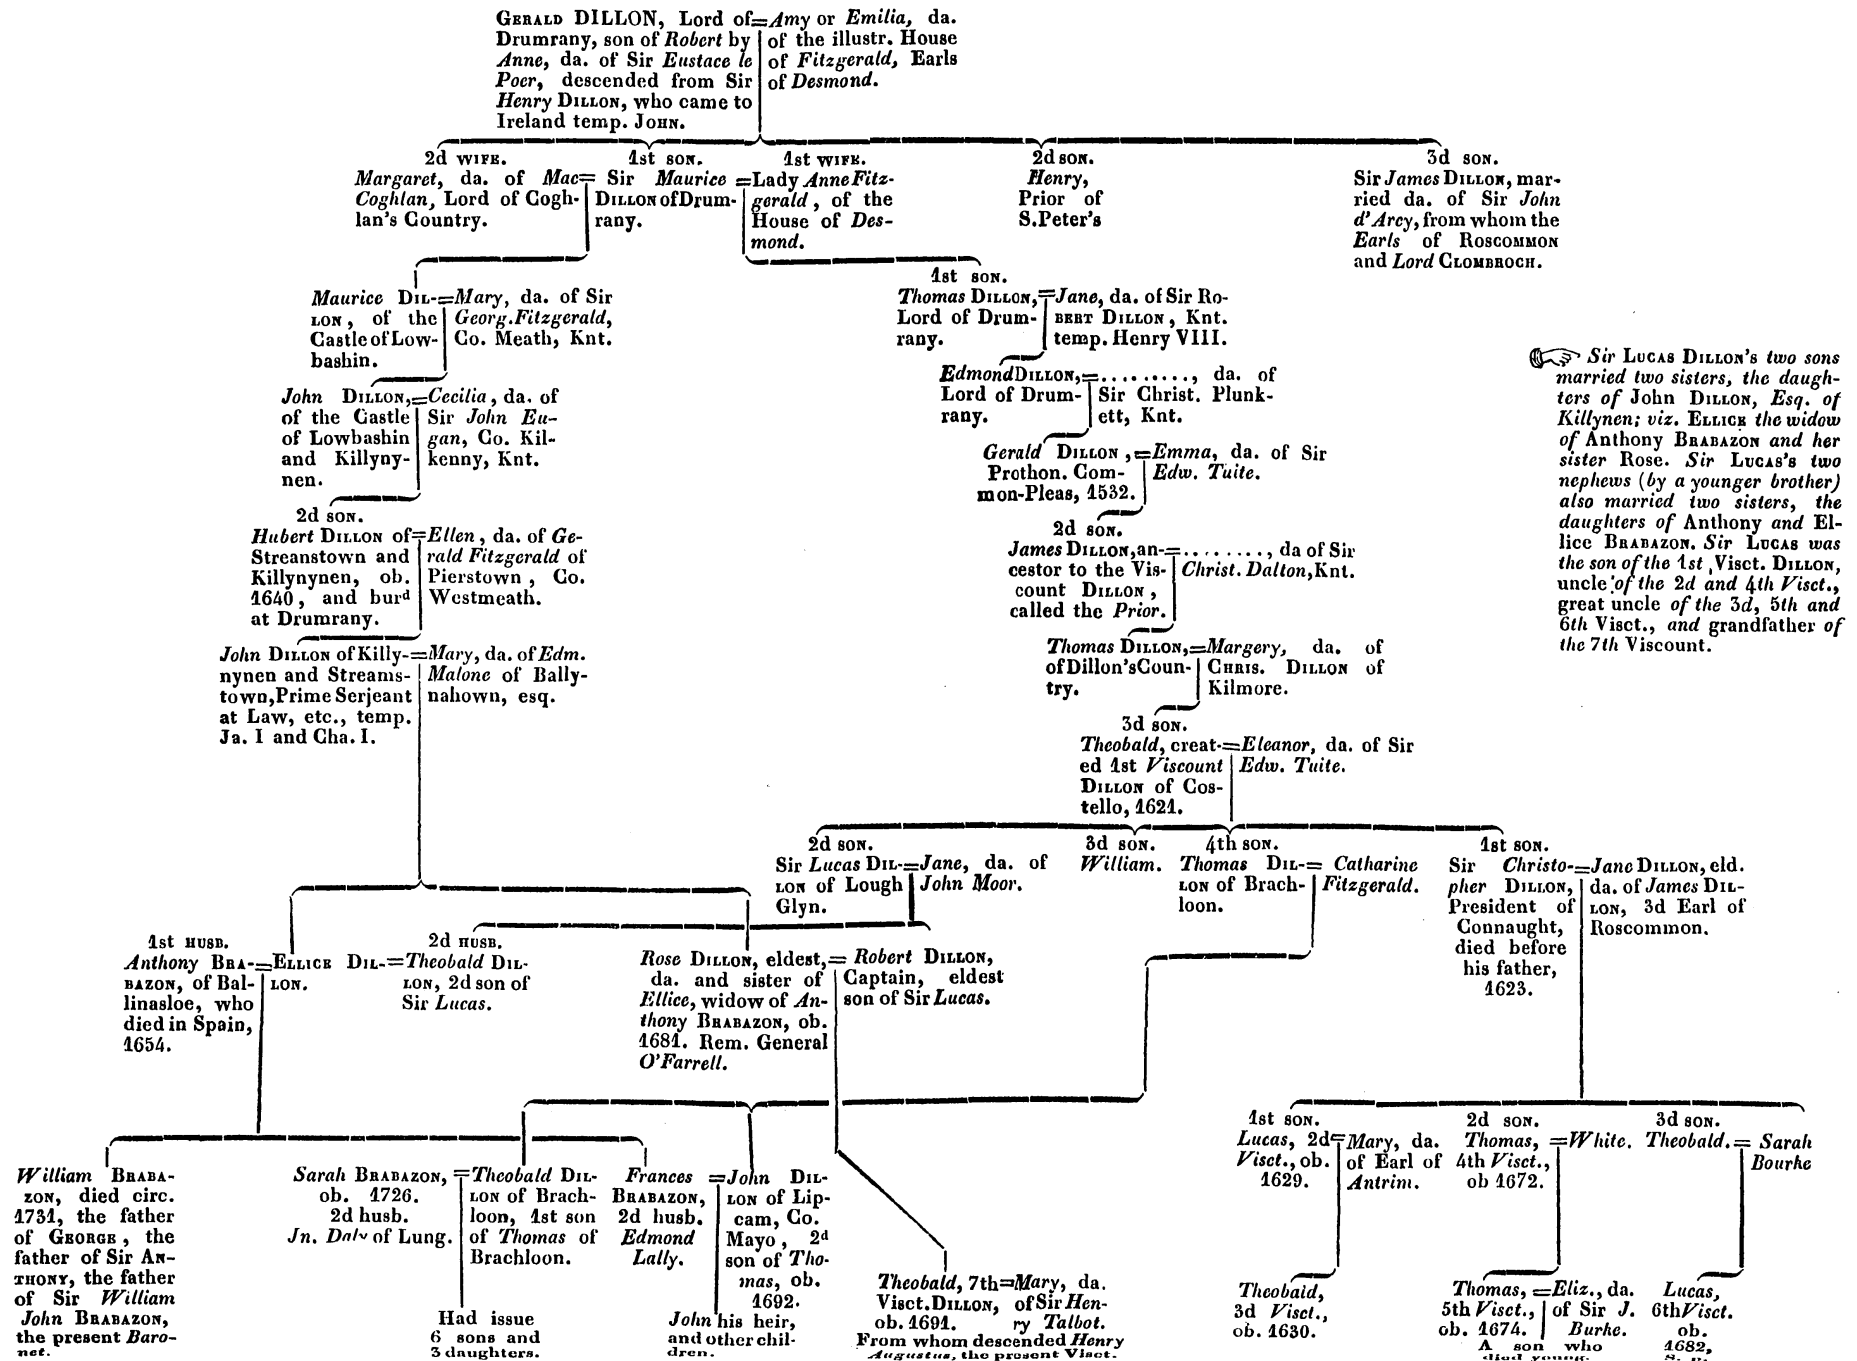 GERALD DILLON, Lord of=Amy or Emilia, da.
Drumrany, son of Robert by of the illustr. House
Anne, da. of Sir Eustace le of Fitzgerald, Earls
Poer, descended from Sir of Desmond.
Henry DILLON, who came to
Ireland temp. JOHN.
2d WIFE.
Margaret, da. of Mac=
Coghlan, Lord of Cogh-
lan's Country.
1st SON.
Sir Maurice
DILLON of Drum-
rany.
1st WIFE.
=Lady Anne Fitz-
gerald, of the
House of Des-
mond.
2d SON.
Henry,
Prior of
S. Peter's
3d SON.
Sir James DILLON, mar-
ried da. of Sir John
d'Arcy, from whom the
Earls of ROSCOMMON
and Lord CLOMBROCH.
Maurice DIL-
LON, of the
Castle of Low-
bashin.
=Mary, da. of Sir
Georg. Fitzgerald,
Co. Meath, Knt.
1st SON.
Thomas DILLON,
Lord of Drum-
rany.
=Jane, da. of Sir Ro-
BERT DILLON, Knt.
temp. Henry VIII.
John DILLON,
of the Castle
of Lowbashin
and Killyny-
nen.
=Cecilia, da. of
Sir John Eu-
gan, Co. Kil-
kenny, Knt.
Edmond DILLON,
Lord of Drum-
rany.
=.........., da. of
Sir Christ. Plunk-
ett, Knt.
Gerald DILLON,
Prothon. Com-
mon-Pleas, 1532.
=Emma, da. of Sir
Edw. Tuite.
2d SON.
Hubert DILLON of
Streanstown and
Killynynen, ob.
1640, and burd
at Drumrany.
=Ellen, da. of Ge-
rald Fitzgerald of
Pierstown, Co.
Westmeath.
2d SON.
James DILLON, an-
cestor to the Vis-
count DILLON,
called the Prior.
=........, da of Sir
Christ. Dalton, Knt.
John DILLON of Killy-
nynen and Streams-
town, Prime Serjeant
at Law, etc., temp.
Ja. I and Cha. I.
=Mary, da. of Edm.
Malone of Bally-
nahown, esq.
Thomas DILLON,
of Dillon's Coun-
try.
=Margery, da. of
CHRIS. DILLON of
Kilmore.
☞ Sir LUCAS DILLON's two sons
married two sisters, the daugh-
ters of JOHN DILLON, Esq. of
Killynen; viz. ELLICE the widow
of Anthony BRABAZON and her
sister Rose. Sir LUCAS's two
nephews (by a younger brother)
also married two sisters, the
daughters of Anthony and El-
lice BRABAZON. Sir LUCAS was
the son of the 1st Visct. DILLON,
uncle of the 2d and 4th Visct.,
great uncle of the 3d, 5th and
6th Visct., and grandfather of
the 7th Viscount.
3d SON.
Theobald, creat-
ed 1st Viscount
DILLON of Cos-
tello, 1621.
=Eleanor, da. of Sir
Edw. Tuite.
2d SON.
Sir Lucas DIL-
LON of Lough
Glyn.
=Jane, da. of
John Moor.
3d SON.
William.
4th SON.
Thomas DIL-
LON of Brach-
loon.
= Catharine
Fitzgerald.
1st SON.
Sir Christo-
pher DILLON,
President of
Connaught,
died before
his father,
1623.
=Jane DILLON, eld.
da. of James DIL-
LON, 3d Earl of
Roscommon.
1st HUSB.
Anthony BRA-
BAZON, of Bal-
linasloe, who
died in Spain,
1654.
=ELLICE DIL-
LON.
2d HUSB.
=Theobald DIL-
LON, 2d son of
Sir Lucas.
Rose DILLON, eldest,
da. and sister of
Ellice, widow of An-
thony BRABAZON, ob.
1681. Rem. General
O'Farrell.
= Robert DILLON,
Captain, eldest
son of Sir Lucas.
William BRABA-
ZON, died circ.
1731, the father
of GEORGE, the
father of Sir AN-
THONY, the father
of Sir William
John BRABAZON,
the present Baro-
net.
Sarah BRABAZON,
ob. 1726.
2d husb.
Jn. Daly of Lung.
=Theobald DIL-
LON of Brach-
loon, 1st son
of Thomas of
Brachloon.
Had issue
6 sons and
3 daughters.
Frances
BRABAZON,
2d husb.
Edmond
Lally.
=John DIL-
LON of Lip-
cam, Co.
Mayo, 2d
son of Tho-
mas, ob.
1692.
John his heir,
and other chil-
dren.
Theobald, 7th
Visct. DILLON,
ob. 1691.
=Mary, da.
of Sir Hen-
ry Talbot.
From whom descended Henry
Augustus, the present Visct.
1st SON.
Lucas, 2d
Visct., ob.
1629.
=Mary, da.
of Earl of
Antrim.
2d SON.
Thomas,
4th Visct.,
ob 1672.
=White.
3d SON.
Theobald.
= Sarah
Bourke
Theobald,
3d Visct.,
ob. 1630.
Thomas,
5th Visct.,
ob. 1674.
=Eliz., da.
of Sir J.
Burke.
A son who
died young.
Lucas,
6th Visct.
ob.
1682,